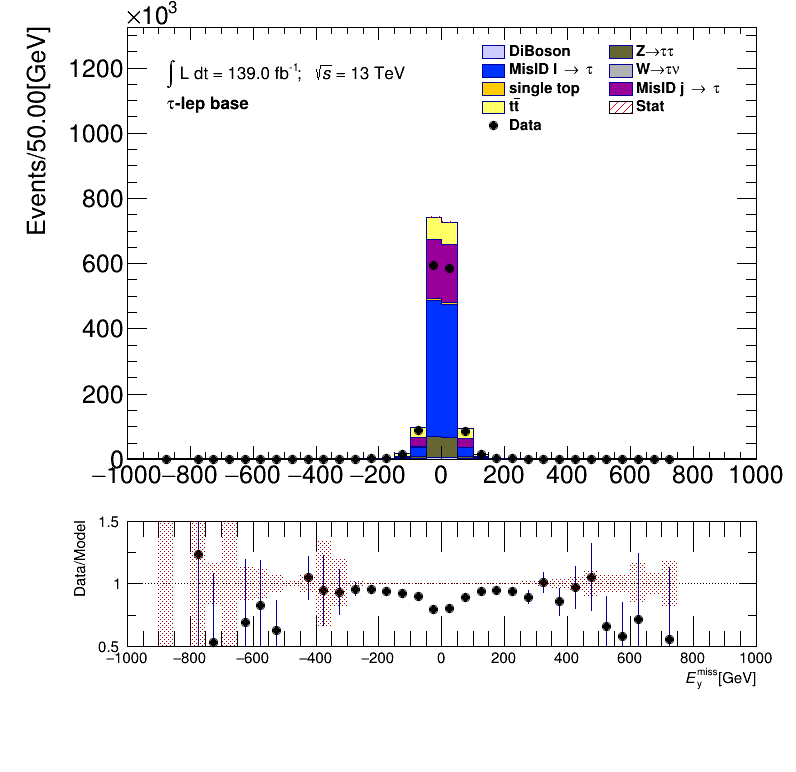 ×10³
Events/50.00[GeV]
1200
1000
800
600
400
200
0
∫ L dt = 139.0 fb⁻¹; √s = 13 TeV
τ-lep base
DiBoson
Z→ττ
MisID l → τ
W→τν
single top
MisID j → τ
tt̄
Stat
Data
−1000 −800 −600 −400 −200 0 200 400 600 800 1000
Data/Model
1.5
1
0.5
−1000 −800 −600 −400 −200 0 200 400 600 800 1000
E_y^miss[GeV]